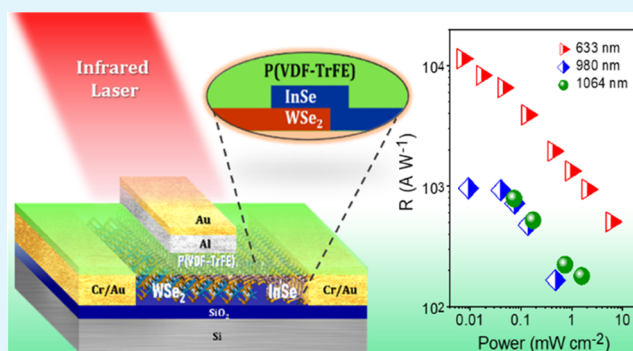 Infrared
Laser
P(VDF-TrFE)
InSe
WSe₂
Au
Al
P(VDF-TrFE)
Cr/Au
WSe₂
InSe
Cr/Au
SiO₂
Si
633 nm
980 nm
1064 nm
R (A W⁻¹)
10⁴
10³
10²
0.01 0.1 1 10
Power (mW cm⁻²)